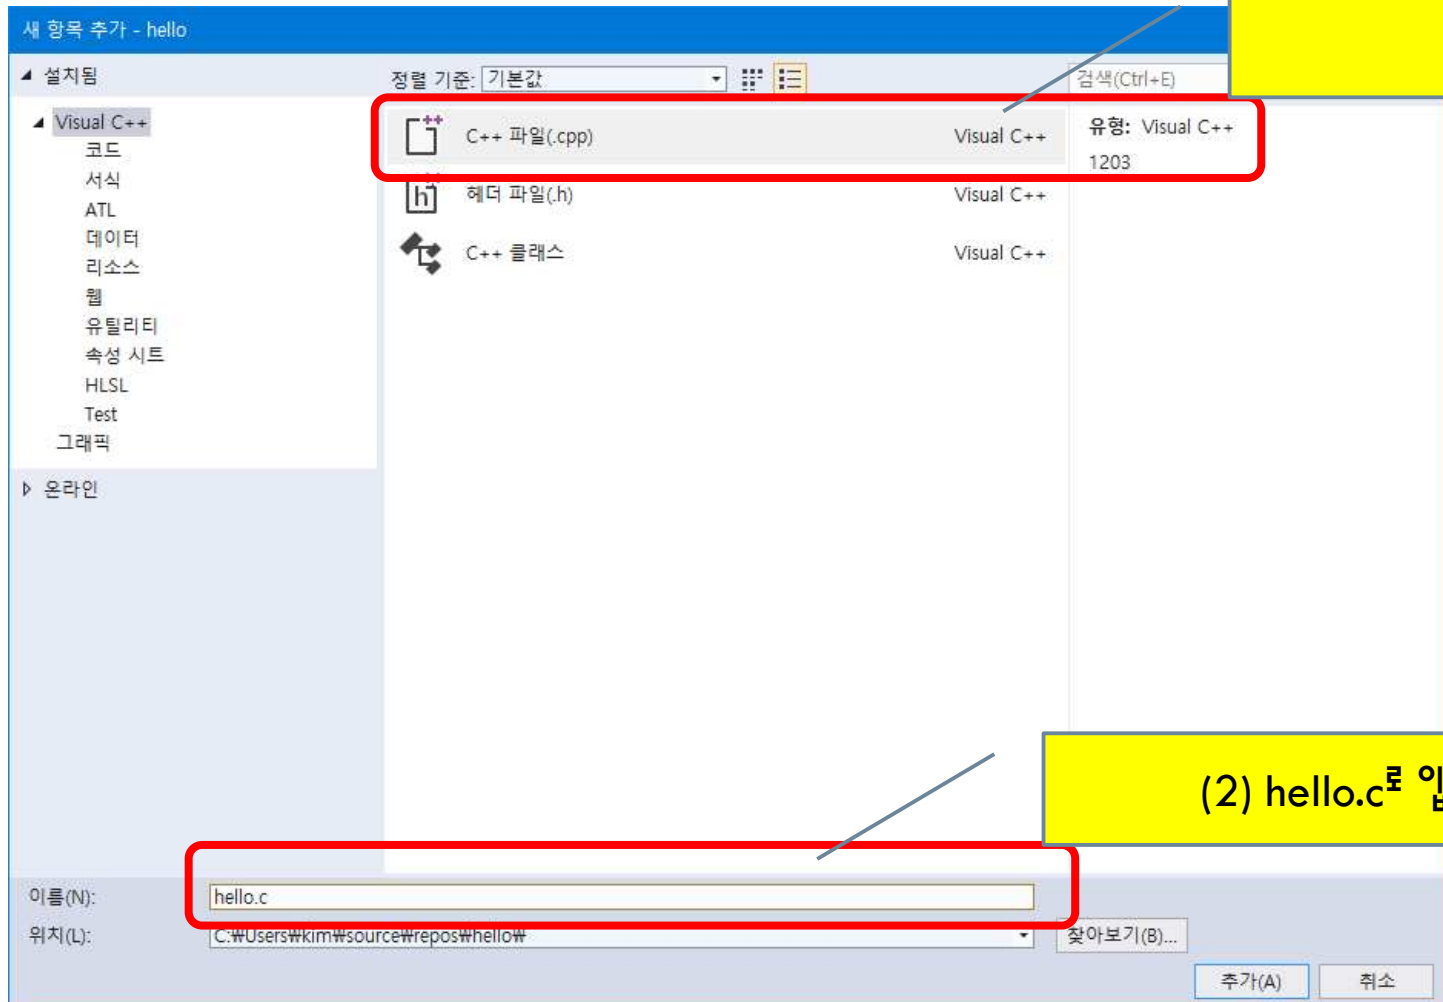 새 항목 추가 - hello
설치됨
정렬 기준: 기본값
검색(Ctrl+E)
Visual C++
코드
서식
ATL
데이터
리소스
웹
유틸리티
속성 시트
HLSL
Test
그래픽
온라인
C++ 파일(.cpp) Visual C++
헤더 파일(.h) Visual C++
C++ 클래스 Visual C++
유형: Visual C++
1203
(2) hello.c로
이름(N): hello.c
위치(L): C:₩Users₩kim₩source₩repos₩hello₩
찾아보기(B)...
추가(A) 취소